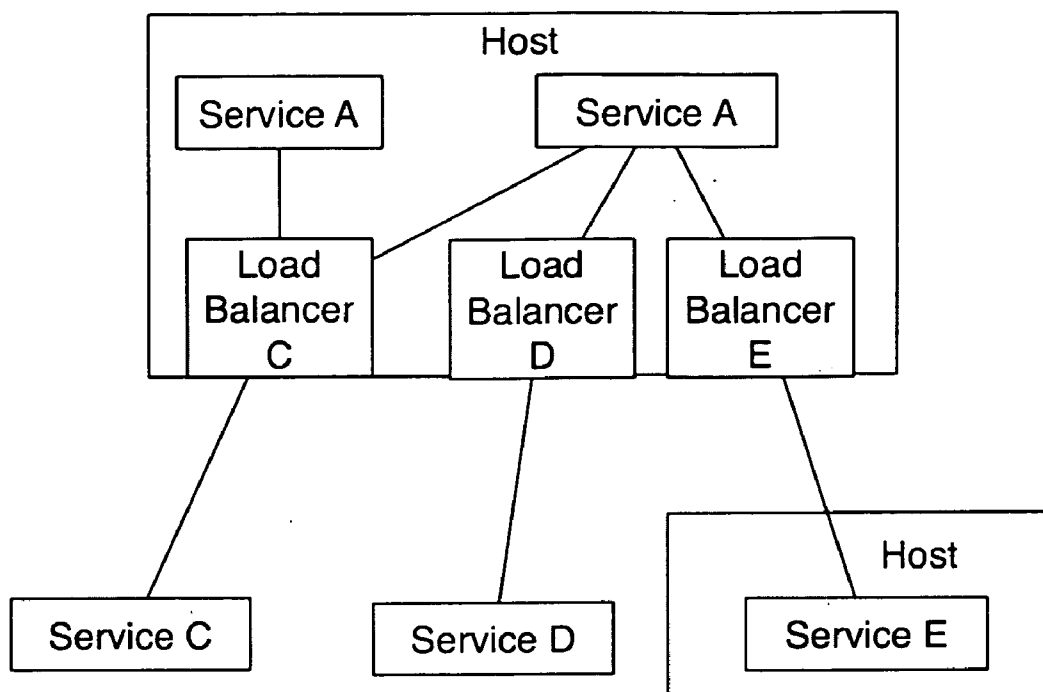 Host
Service A
Service A
Load
Balancer
C
Load
Balancer
D
Load
Balancer
E
Host
Service C
Service D
Service E